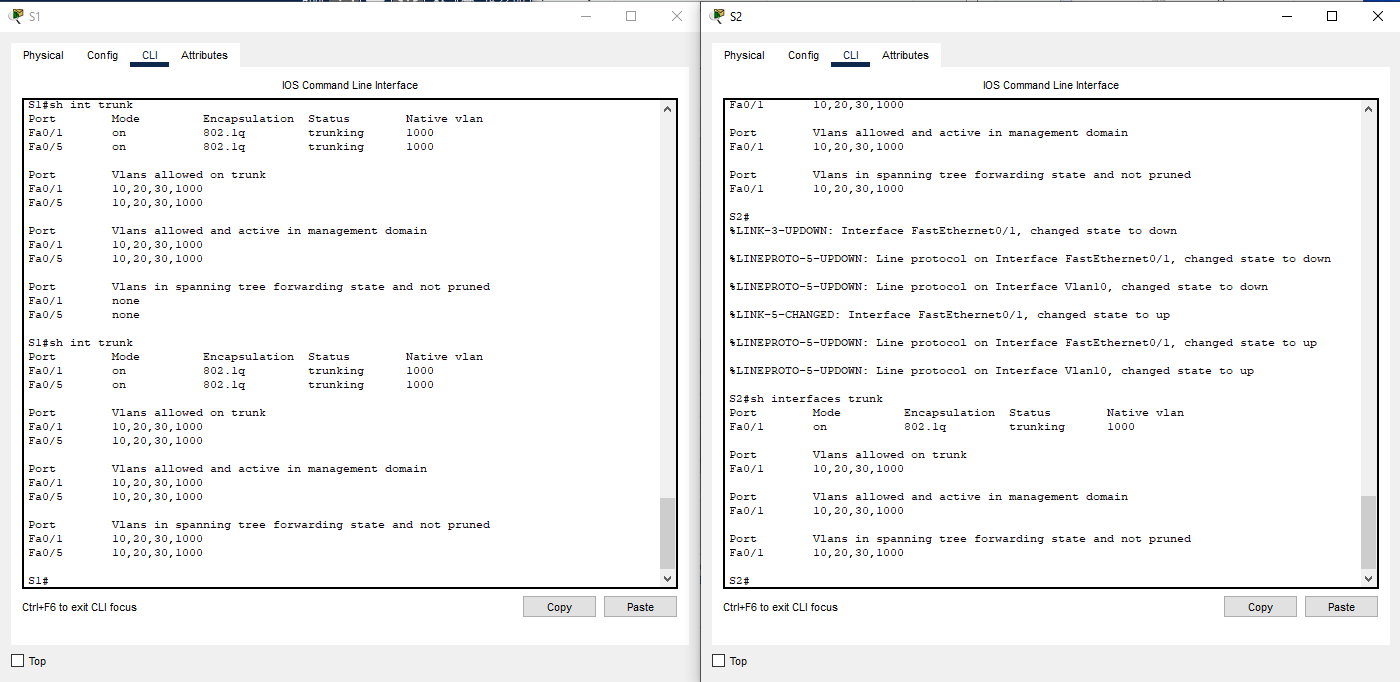 S1
Physical Config CLI Attributes
IOS Command Line Interface
S1#sh int trunk
Port Mode Encapsulation Status Native vlan
Fa0/1 on 802.1q trunking 1000
Fa0/5 on 802.1q trunking 1000
Port Vlans allowed on trunk
Fa0/1 10,20,30,1000
Fa0/5 10,20,30,1000
Port Vlans allowed and active in management domain
Fa0/1 10,20,30,1000
Fa0/5 10,20,30,1000
Port Vlans in spanning tree forwarding state and not pruned
Fa0/1 none
Fa0/5 none
S1#sh int trunk
Port Mode Encapsulation Status Native vlan
Fa0/1 on 802.1q trunking 1000
Fa0/5 on 802.1q trunking 1000
Port Vlans allowed on trunk
Fa0/1 10,20,30,1000
Fa0/5 10,20,30,1000
Port Vlans allowed and active in management domain
Fa0/1 10,20,30,1000
Fa0/5 10,20,30,1000
Port Vlans in spanning tree forwarding state and not pruned
Fa0/1 10,20,30,1000
Fa0/5 10,20,30,1000
S1#
Ctrl+F6 to exit CLI focus
Copy Paste
Top
S2
Physical Config CLI Attributes
IOS Command Line Interface
Fa0/1 10,20,30,1000
Port Vlans allowed and active in management domain
Fa0/1 10,20,30,1000
Port Vlans in spanning tree forwarding state and not pruned
Fa0/1 10,20,30,1000
S2#
%LINK-3-UPDOWN: Interface FastEthernet0/1, changed state to down
%LINEPROTO-5-UPDOWN: Line protocol on Interface FastEthernet0/1, changed state to down
%LINEPROTO-5-UPDOWN: Line protocol on Interface Vlan10, changed state to down
%LINK-5-CHANGED: Interface FastEthernet0/1, changed state to up
%LINEPROTO-5-UPDOWN: Line protocol on Interface FastEthernet0/1, changed state to up
%LINEPROTO-5-UPDOWN: Line protocol on Interface Vlan10, changed state to up
S2#sh interfaces trunk
Port Mode Encapsulation Status Native vlan
Fa0/1 on 802.1q trunking 1000
Port Vlans allowed on trunk
Fa0/1 10,20,30,1000
Port Vlans allowed and active in management domain
Fa0/1 10,20,30,1000
Port Vlans in spanning tree forwarding state and not pruned
Fa0/1 10,20,30,1000
S2#
Ctrl+F6 to exit CLI focus
Copy Paste
Top